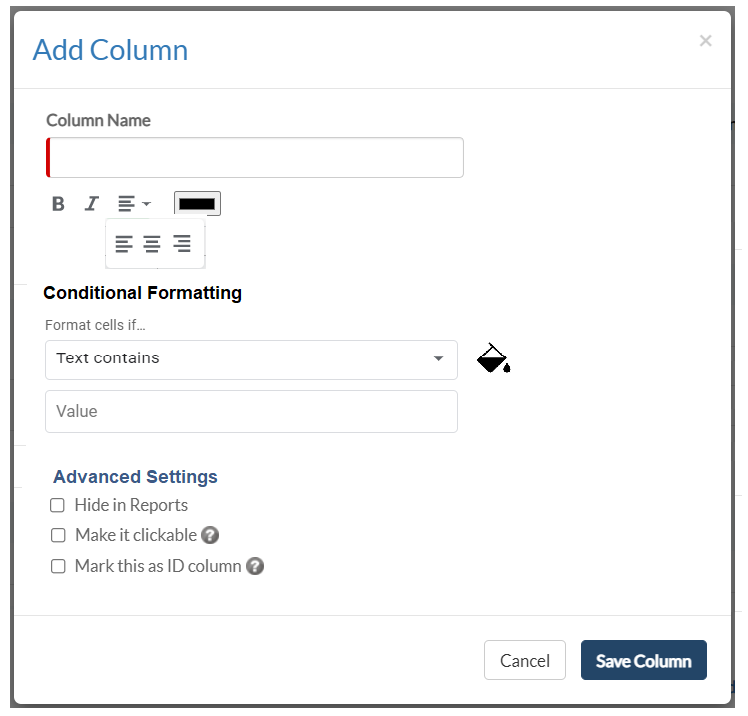 Add Column
×
Column Name
B I
Conditional Formatting
Format cells if...
Text contains
Value
Advanced Settings
Hide in Reports
Make it clickable ?
Mark this as ID column ?
Cancel Save Column